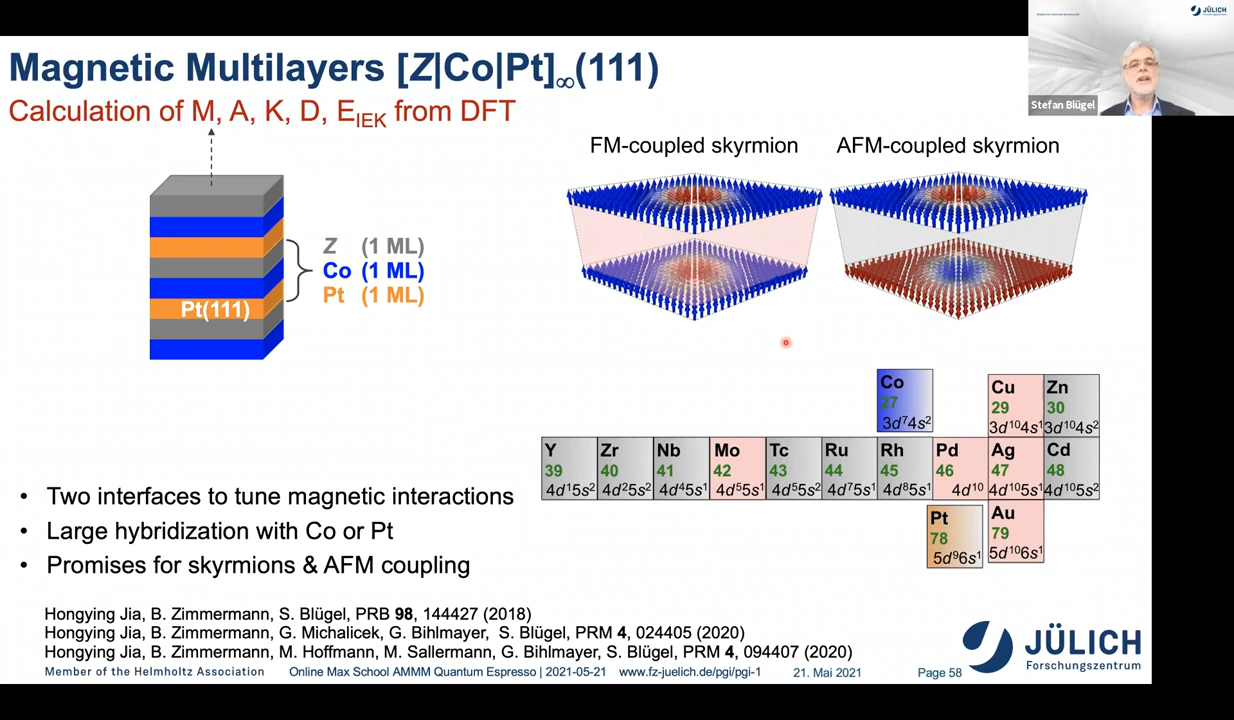 JÜLICH
Forschungszentrum
Stefan Blügel
Magnetic Multilayers [Z|Co|Pt]∞(111)
Calculation of M, A, K, D, E_IEK from DFT
FM-coupled skyrmion
AFM-coupled skyrmion
Z (1 ML)
Co (1 ML)
Pt (1 ML)
Pt(111)
Co
27
3d⁷4s²
Cu
29
3d¹⁰4s¹
Zn
30
3d¹⁰4s²
Y
39
4d¹5s²
Zr
40
4d²5s²
Nb
41
4d⁴5s¹
Mo
42
4d⁵5s¹
Tc
43
4d⁵5s²
Ru
44
4d⁷5s¹
Rh
45
4d⁸5s¹
Pd
46
4d¹⁰
Ag
47
4d¹⁰5s¹
Cd
48
4d¹⁰5s²
Pt
78
5d⁹6s¹
Au
79
5d¹⁰6s¹
• Two interfaces to tune magnetic interactions
• Large hybridization with Co or Pt
• Promises for skyrmions & AFM coupling
Hongying Jia, B. Zimmermann, S. Blügel, PRB 98, 144427 (2018)
Hongying Jia, B. Zimmermann, G. Michalicek, G. Bihlmayer, S. Blügel, PRM 4, 024405 (2020)
Hongying Jia, B. Zimmermann, M. Hoffmann, M. Sallermann, G. Bihlmayer, S. Blügel, PRM 4, 094407 (2020)
JÜLICH
Forschungszentrum
Member of the Helmholtz Association
Online Max School AMMM Quantum Espresso | 2021-05-21
www.fz-juelich.de/pgi/pgi-1
21. Mai 2021
Page 58